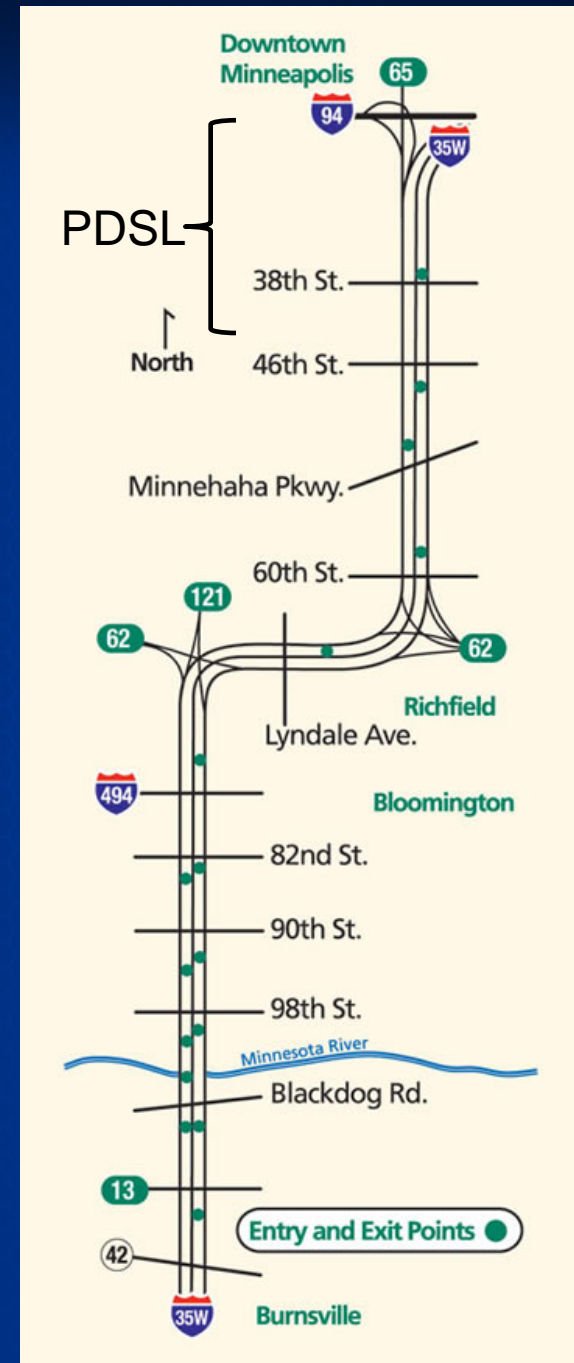 Downtown
Minneapolis
65
94
35W
PDSL
38th St.
North
46th St.
Minnehaha Pkwy.
60th St.
121
62
62
Richfield
Lyndale Ave.
494
Bloomington
82nd St.
90th St.
98th St.
Minnesota River
Blackdog Rd.
13
Entry and Exit Points
42
35W
Burnsville